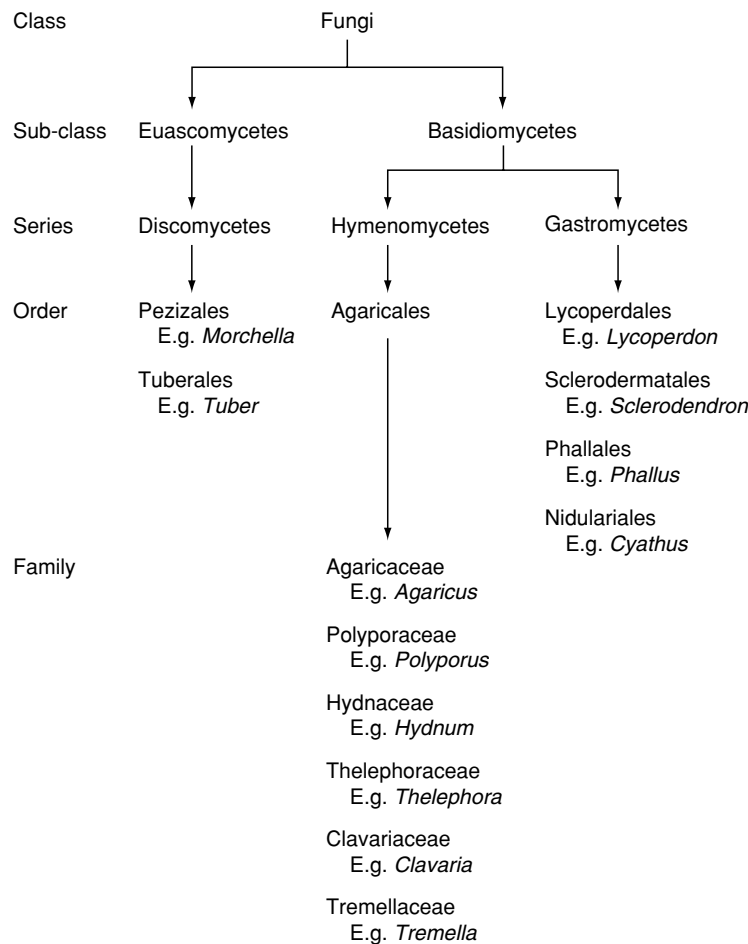 Class Fungi
Sub-class Euascomycetes Basidiomycetes
Series Discomycetes Hymenomycetes Gastromycetes
Order Pezizales Agaricales Lycoperdales
E.g. Morchella E.g. Lycoperdon
Tuberales Sclerodermatales
E.g. Tuber E.g. Sclerodendron
Phallales
E.g. Phallus
Nidulariales
E.g. Cyathus
Family Agaricaceae
E.g. Agaricus
Polyporaceae
E.g. Polyporus
Hydnaceae
E.g. Hydnum
Thelephoraceae
E.g. Thelephora
Clavariaceae
E.g. Clavaria
Tremellaceae
E.g. Tremella